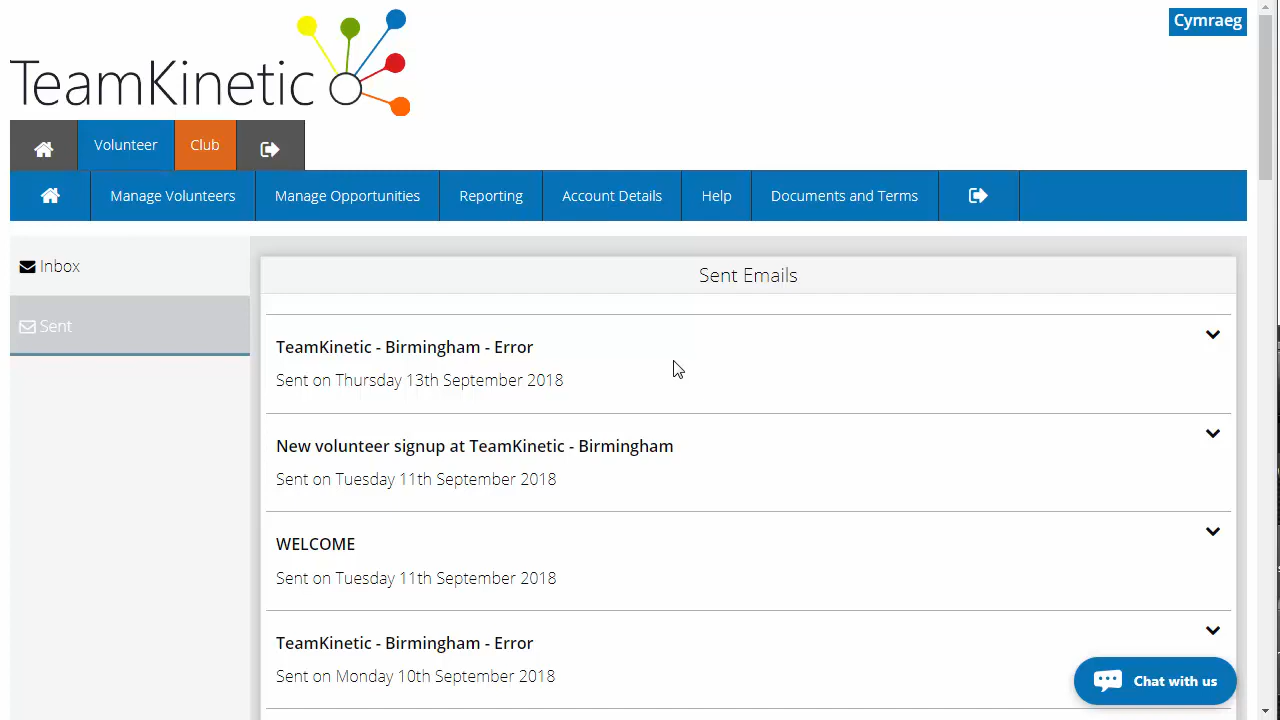 Cymraeg
TeamKinetic
Volunteer
Club
Manage Volunteers
Manage Opportunities
Reporting
Account Details
Help
Documents and Terms
Inbox
Sent
Sent Emails
TeamKinetic - Birmingham - Error
Sent on Thursday 13th September 2018
New volunteer signup at TeamKinetic - Birmingham
Sent on Tuesday 11th September 2018
WELCOME
Sent on Tuesday 11th September 2018
TeamKinetic - Birmingham - Error
Sent on Monday 10th September 2018
Chat with us